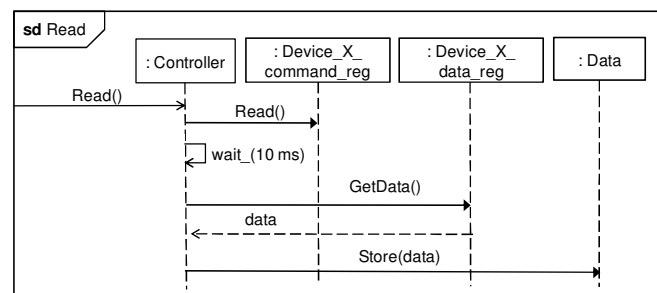 sd Read
: Controller
: Device_X_
command_reg
: Device_X_
data_reg
: Data
Read()
Read()
wait_(10 ms)
GetData()
data
Store(data)